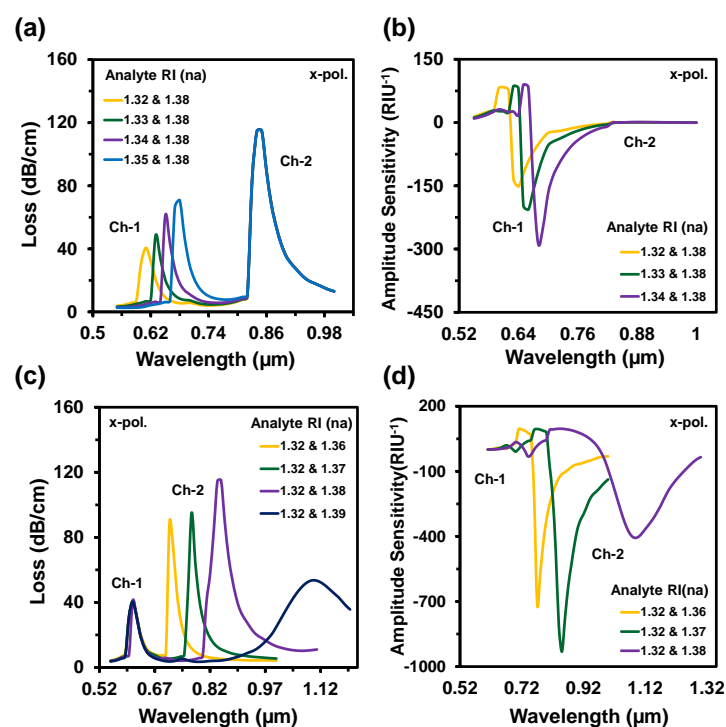 (a)
160
120
80
40
0
Loss (dB/cm)
Analyte RI (na)
x-pol.
1.32 & 1.38
1.33 & 1.38
1.34 & 1.38
1.35 & 1.38
Ch-2
Ch-1
0.5 0.62 0.74 0.86 0.98
Wavelength (µm)
(b)
150
0
-150
-300
-450
Amplitude Sensitivity (RIU⁻¹)
x-pol.
Ch-2
Ch-1
Analyte RI (na)
1.32 & 1.38
1.33 & 1.38
1.34 & 1.38
0.52 0.64 0.76 0.88 1
Wavelength (µm)
(c)
160
120
80
40
0
Loss (dB/cm)
x-pol.
Analyte RI (na)
1.32 & 1.36
1.32 & 1.37
1.32 & 1.38
1.32 & 1.39
Ch-2
Ch-1
0.52 0.67 0.82 0.97 1.12
Wavelength (µm)
(d)
200
-100
-400
-700
-1000
Amplitude Sensitivity(RIU⁻¹)
x-pol.
Ch-1
Ch-2
Analyte RI(na)
1.32 & 1.36
1.32 & 1.37
1.32 & 1.38
0.52 0.72 0.92 1.12 1.32
Wavelength (µm)